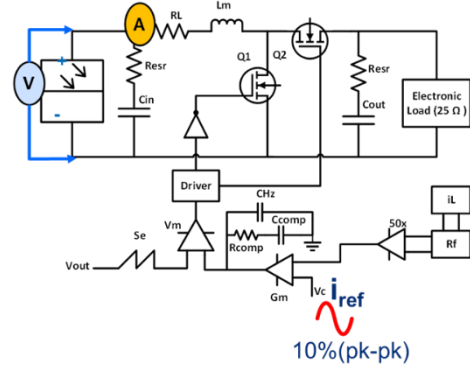 A
RL
Lm
V
-
Resr
Cin
Q1
Q2
Resr
Cout
Electronic
Load (25 Ω)
Driver
CHz
Ccomp
Rcomp
Vm
Se
Vout
Gm
Vc
50x
iL
Rf
iref
10%(pk-pk)